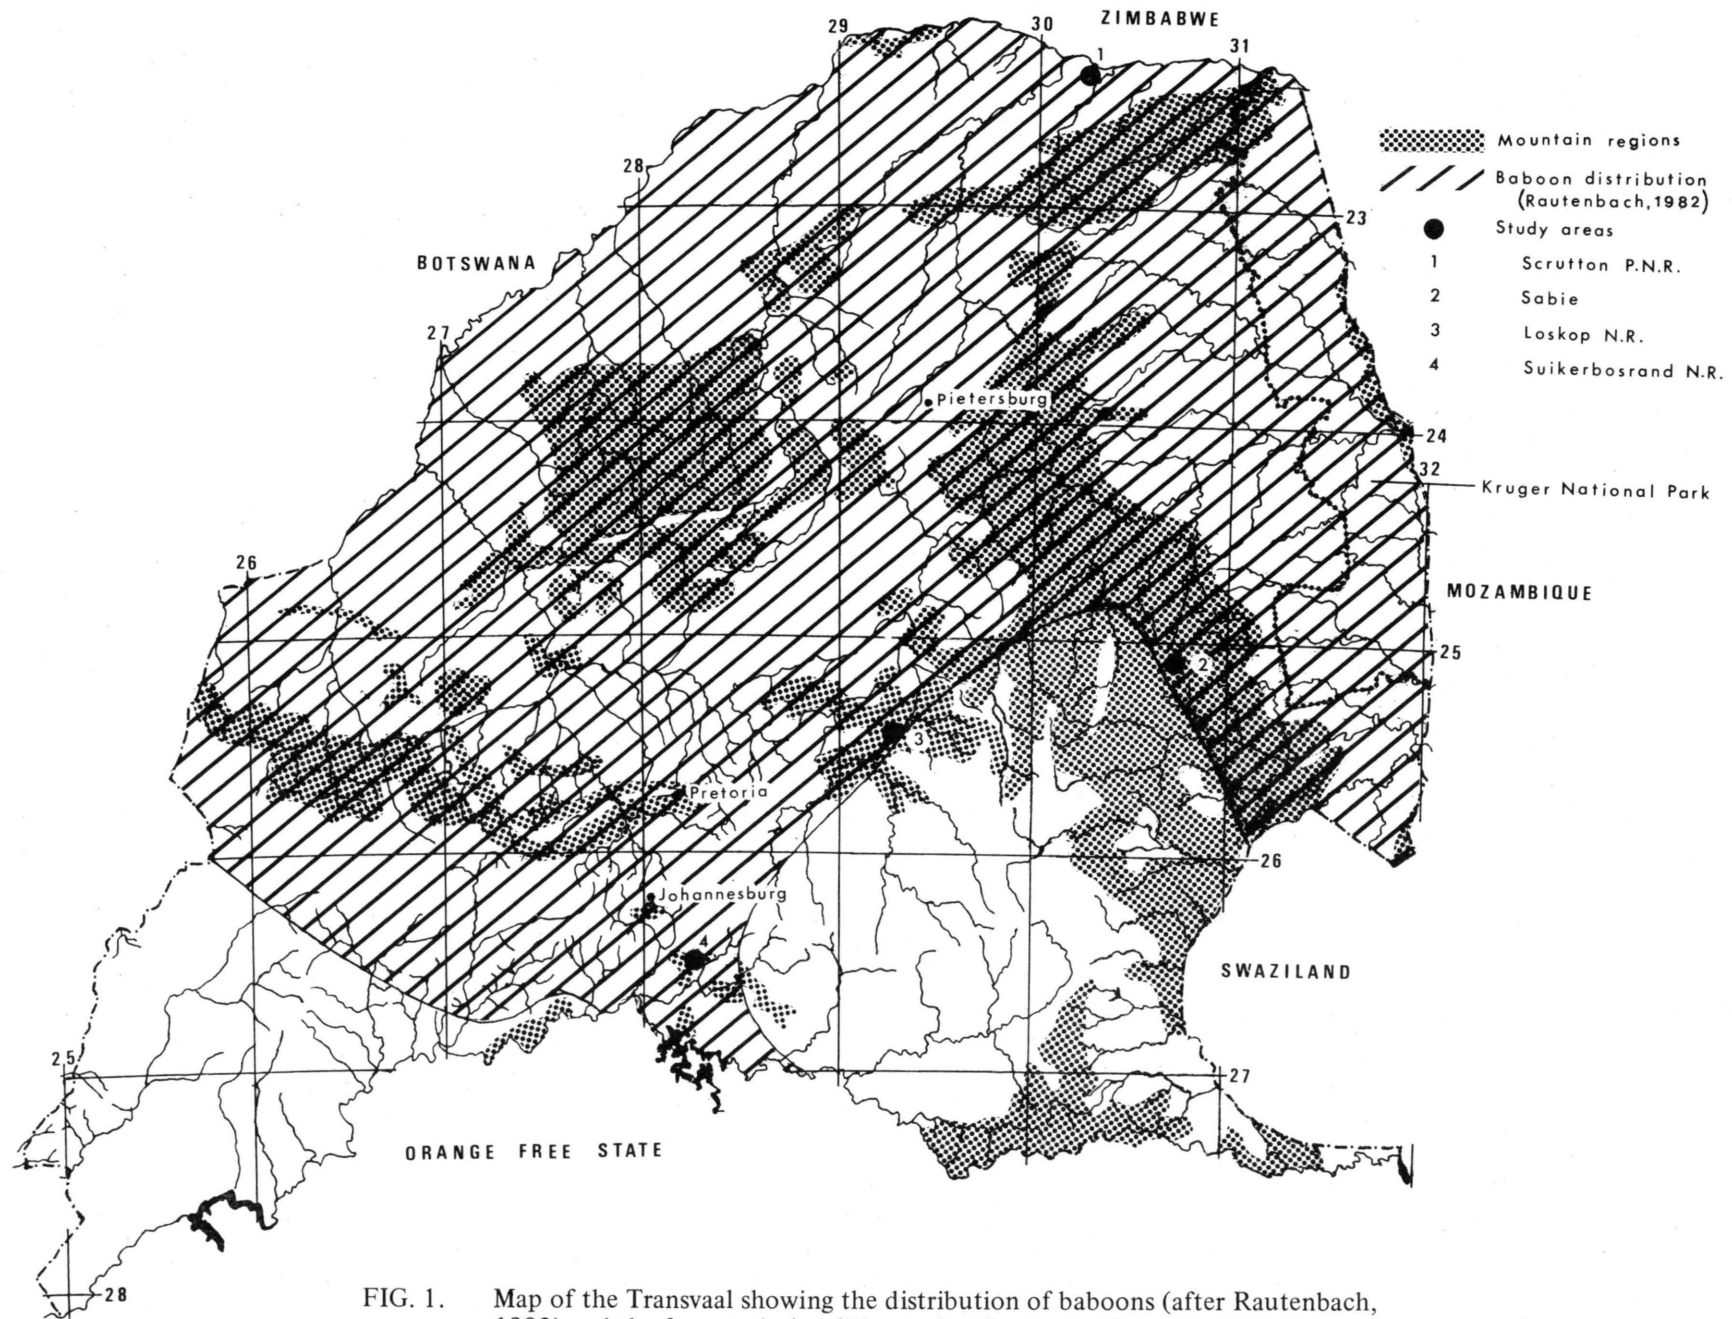 ZIMBABWE
29
30
31
1
28
Mountain regions
Baboon distribution
(Rautenbach, 1982)
Study areas
1 Scrutton P.N.R.
2 Sabie
3 Loskop N.R.
4 Suikerbosrand N.R.
23
BOTSWANA
27
Pietersburg
24
32
Kruger National Park
26
MOZAMBIQUE
25
2
3
Pretoria
26
Johannesburg
4
SWAZILAND
25
27
ORANGE FREE STATE
28
FIG. 1. Map of the Transvaal showing the distribution of baboons (after Rautenbach,